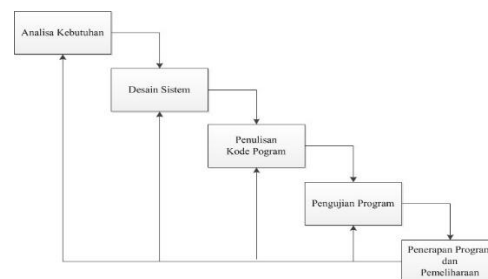 Analisa Kebutuhan
Desain Sistem
Penulisan
Kode Pogram
Pengujian Program
Penerapan Program
dan
Pemeliharaan